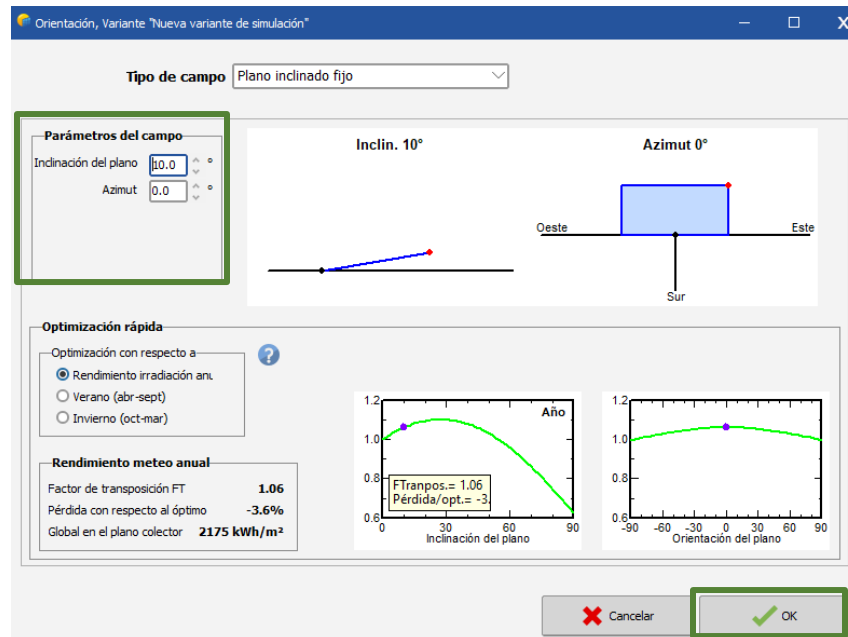 Orientación, Variante "Nueva variante de simulación"
Tipo de campo Plano inclinado fijo
Parámetros del campo
Inclinación del plano 10.0 °
Azimut 0.0 °
Inclin. 10°
Azimut 0°
Oeste
Este
Sur
Optimización rápida
Optimización con respecto a
Rendimiento irradiación anu
Verano (abr-sept)
Invierno (oct-mar)
?
Rendimiento meteo anual
Factor de transposición FT 1.06
Pérdida con respecto al óptimo -3.6%
Global en el plano colector 2175 kWh/m²
1.2
1.0
0.8
0.6
Año
FTranpos.= 1.06
Pérdida/opt.= -3.
0 30 60 90
Inclinación del plano
1.2
1.0
0.8
0.6
-90 -60 -30 0 30 60 90
Orientación del plano
Cancelar
OK